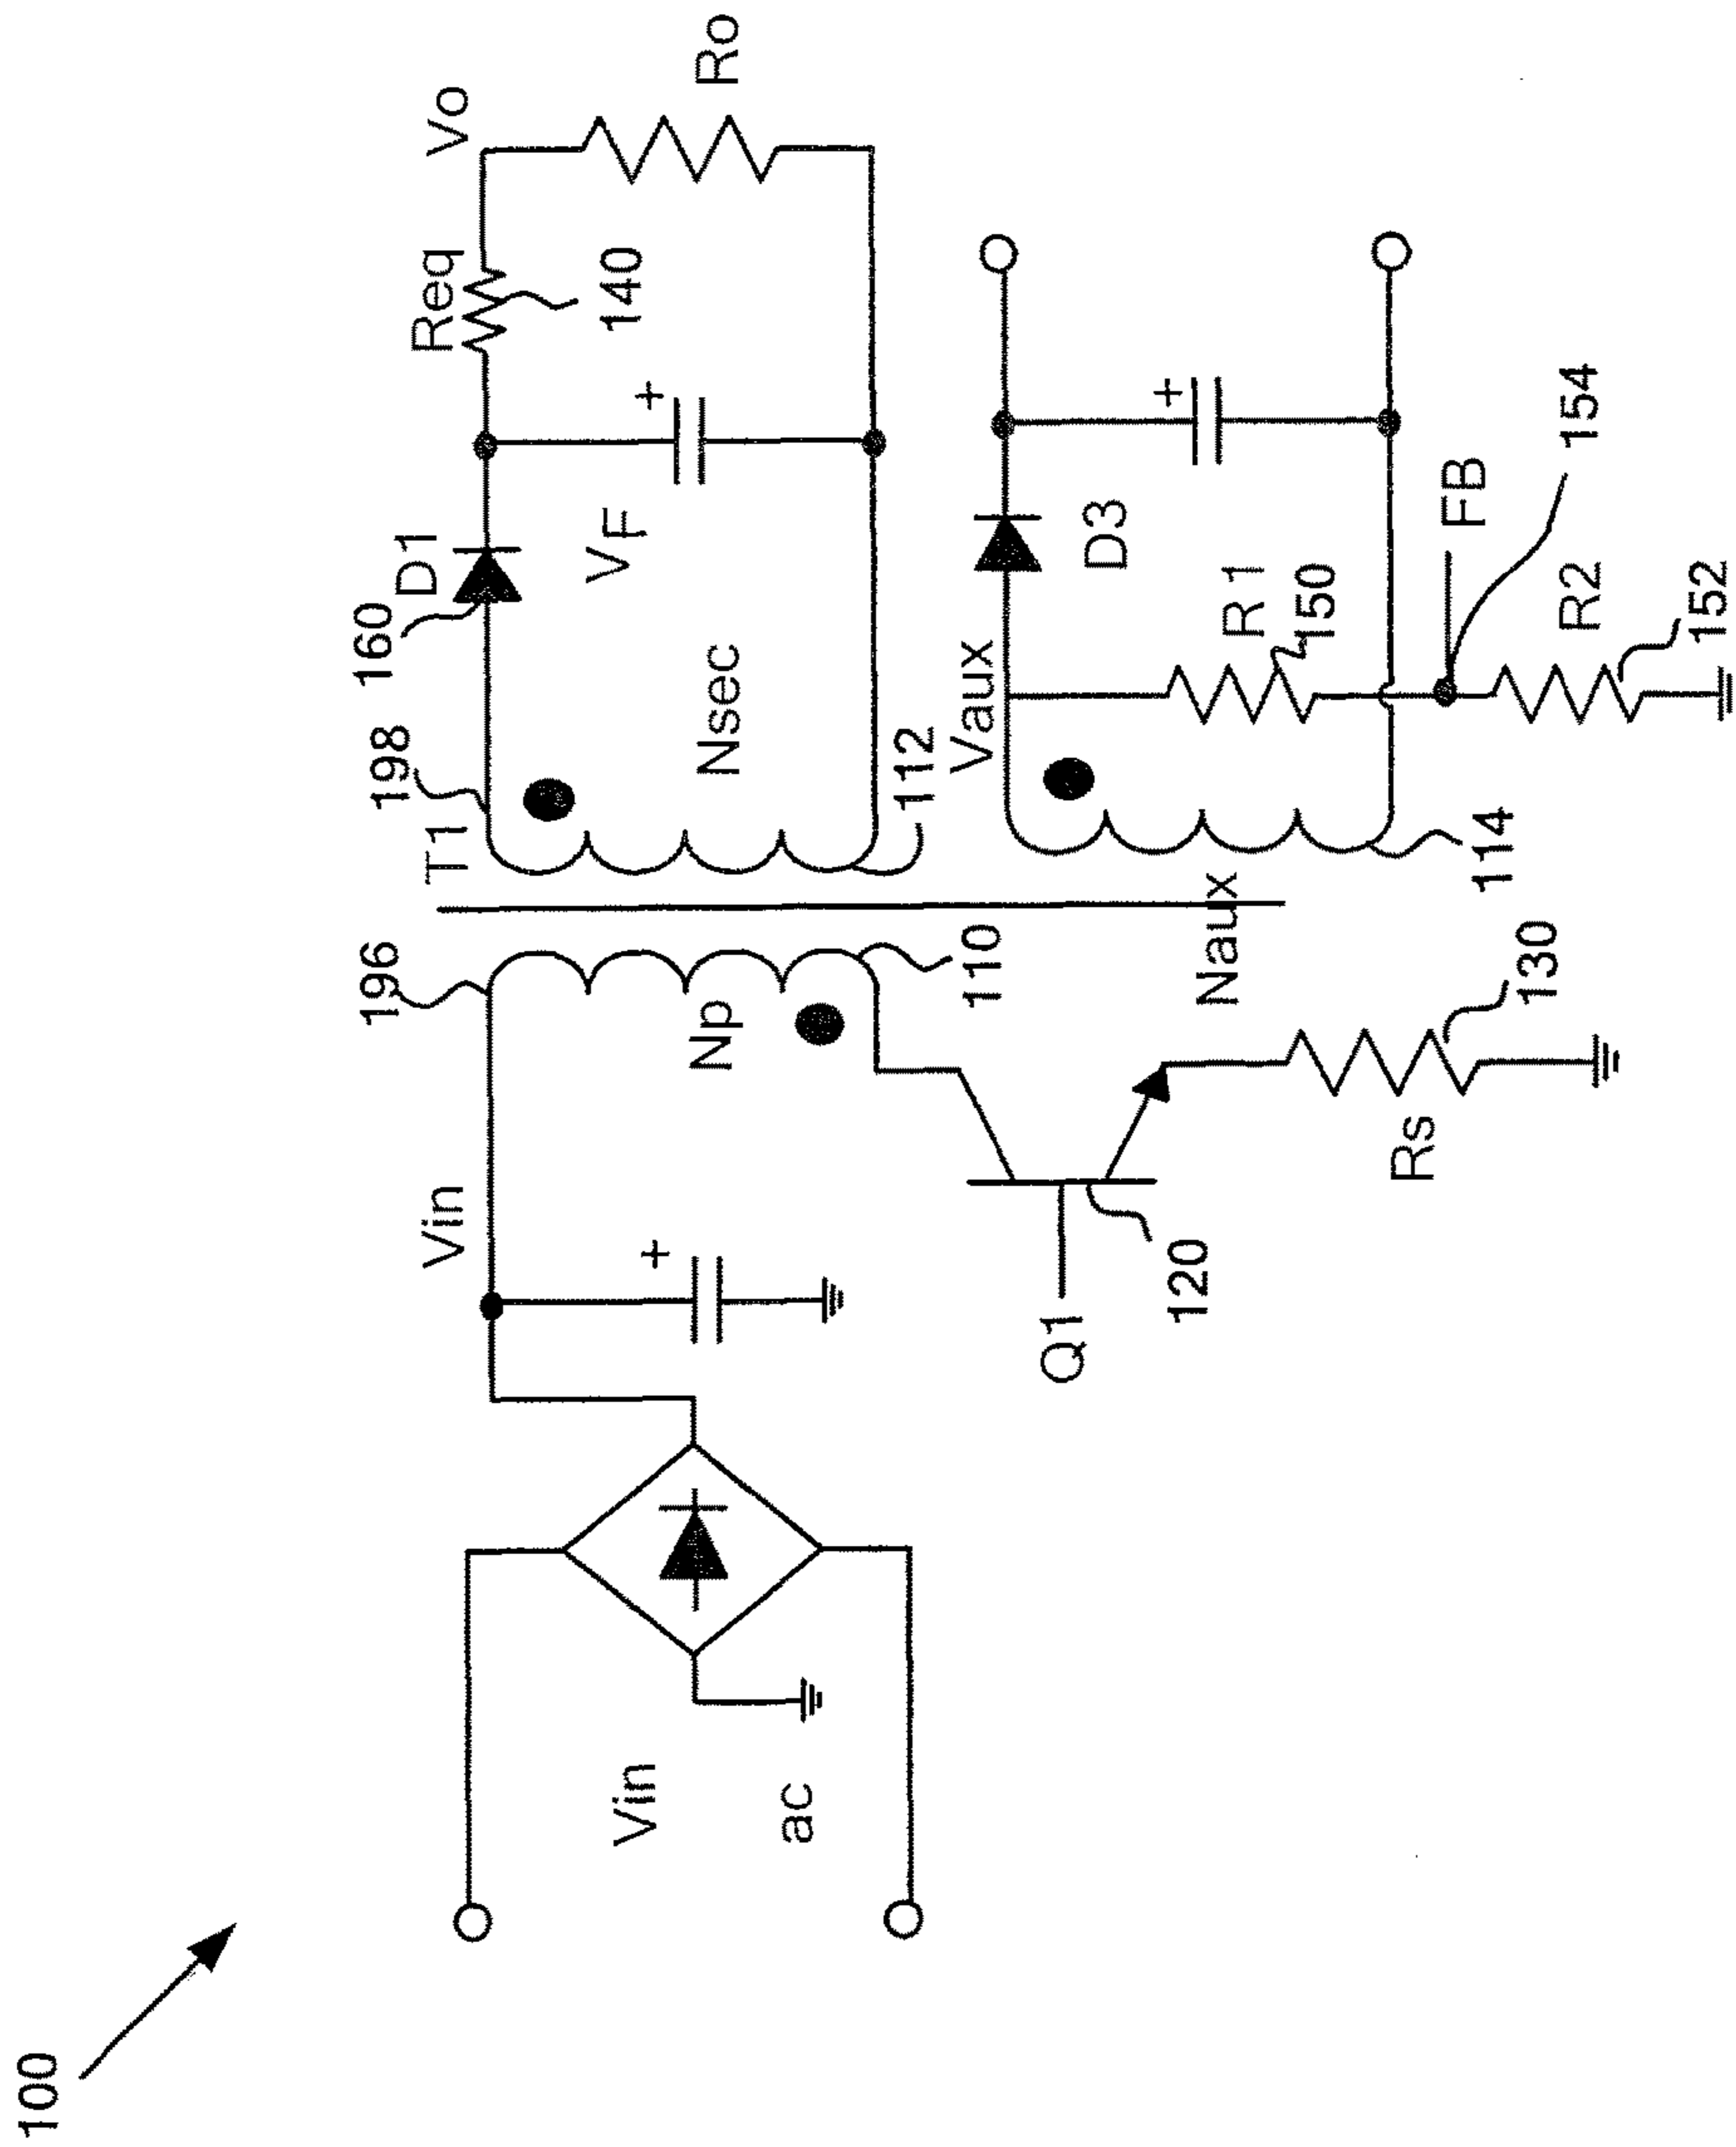 100
Vin
ac
Vin
196
Np
110
Q1
120
Rs
130
T1
198
Nsec
112
160
D1
VF
Req
140
Vo
Ro
Naux
114
Vaux
D3
R1
150
FB
154
R2
152
+
+
+